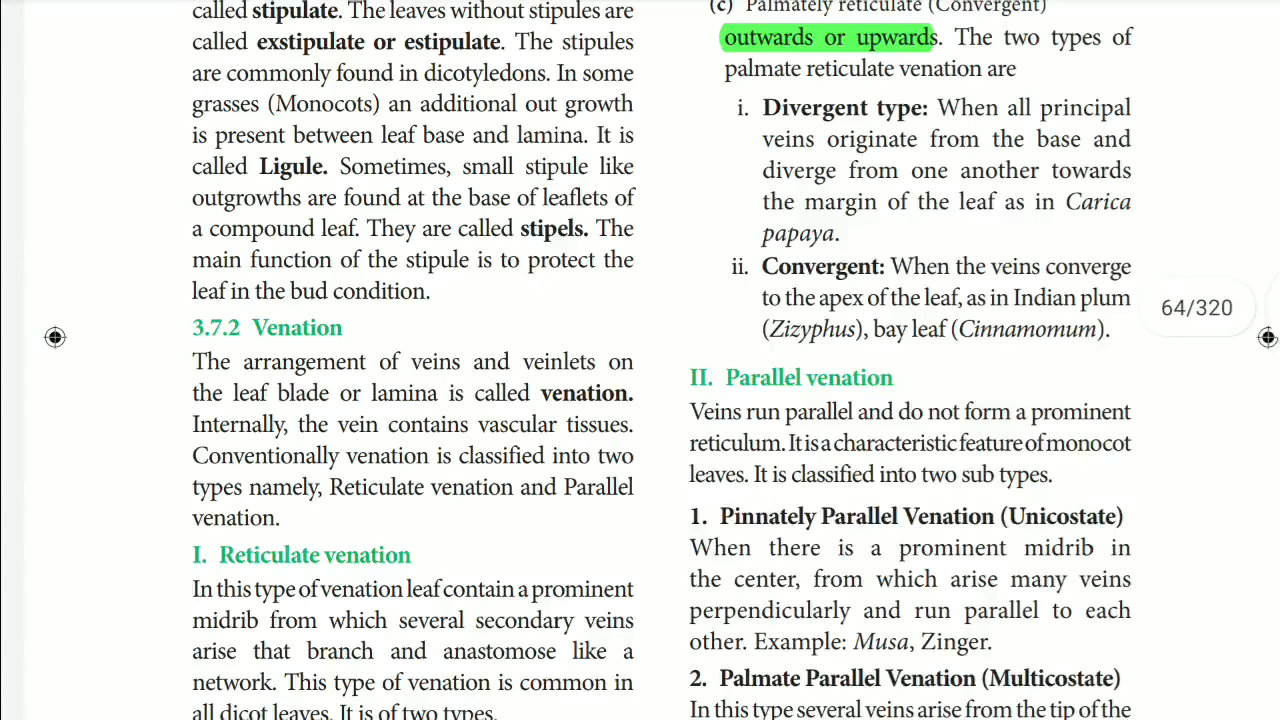 called stipulate. The leaves without stipules are
called exstipulate or estipulate. The stipules
are commonly found in dicotyledons. In some
grasses (Monocots) an additional out growth
is present between leaf base and lamina. It is
called Ligule. Sometimes, small stipule like
outgrowths are found at the base of leaflets of
a compound leaf. They are called stipels. The
main function of the stipule is to protect the
leaf in the bud condition.
3.7.2 Venation
The arrangement of veins and veinlets on
the leaf blade or lamina is called venation.
Internally, the vein contains vascular tissues.
Conventionally venation is classified into two
types namely, Reticulate venation and Parallel
venation.
I. Reticulate venation
In this type of venation leaf contain a prominent
midrib from which several secondary veins
arise that branch and anastomose like a
network. This type of venation is common in
all dicot leaves. It is of two types.
(c) Palmately reticulate (Convergent)
outwards or upwards. The two types of
palmate reticulate venation are
i. Divergent type: When all principal
veins originate from the base and
diverge from one another towards
the margin of the leaf as in Carica
papaya.
ii. Convergent: When the veins converge
to the apex of the leaf, as in Indian plum
(Zizyphus), bay leaf (Cinnamomum).
II. Parallel venation
Veins run parallel and do not form a prominent
reticulum. It is a characteristic feature of monocot
leaves. It is classified into two sub types.
1. Pinnately Parallel Venation (Unicostate)
When there is a prominent midrib in
the center, from which arise many veins
perpendicularly and run parallel to each
other. Example: Musa, Zinger.
2. Palmate Parallel Venation (Multicostate)
In this type several veins arise from the tip of the
64/320